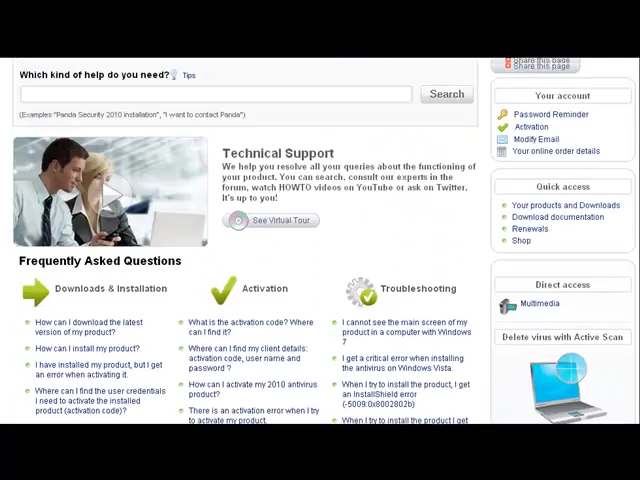 Share this page
Share this page
Which kind of help do you need? Tips
Search
(Examples "Panda Security 2010 installation", "I want to contact Panda")
Technical Support
We help you resolve all your queries about the functioning of
your product. You can search, consult our experts in the
forum, watch HOWTO videos on YouTube or ask on Twitter.
It's up to you!
See Virtual Tour
Frequently Asked Questions
Downloads & Installation
How can I download the latest
version of my product?
How can I install my product?
I have installed my product, but I get
an error when activating it.
Where can I find the user credentials
I need to activate the installed
product (activation code)?
Activation
What is the activation code? Where
can I find it?
Where can I find my client details:
activation code, user name and
password ?
How can I activate my 2010 antivirus
product?
There is an activation error when I try
to activate my product.
Troubleshooting
I cannot see the main screen of my
product in a computer with Windows
7
I get a critical error when installing
the antivirus on Windows Vista.
When I try to install the product, I get
an InstallShield error
(-5009:0x8002802b)
When I try to install the product I get
Your account
Password Reminder
Activation
Modify Email
Your online order details
Quick access
Your products and Downloads
Download documentation
Renewals
Shop
Direct access
Multimedia
Delete virus with Active Scan